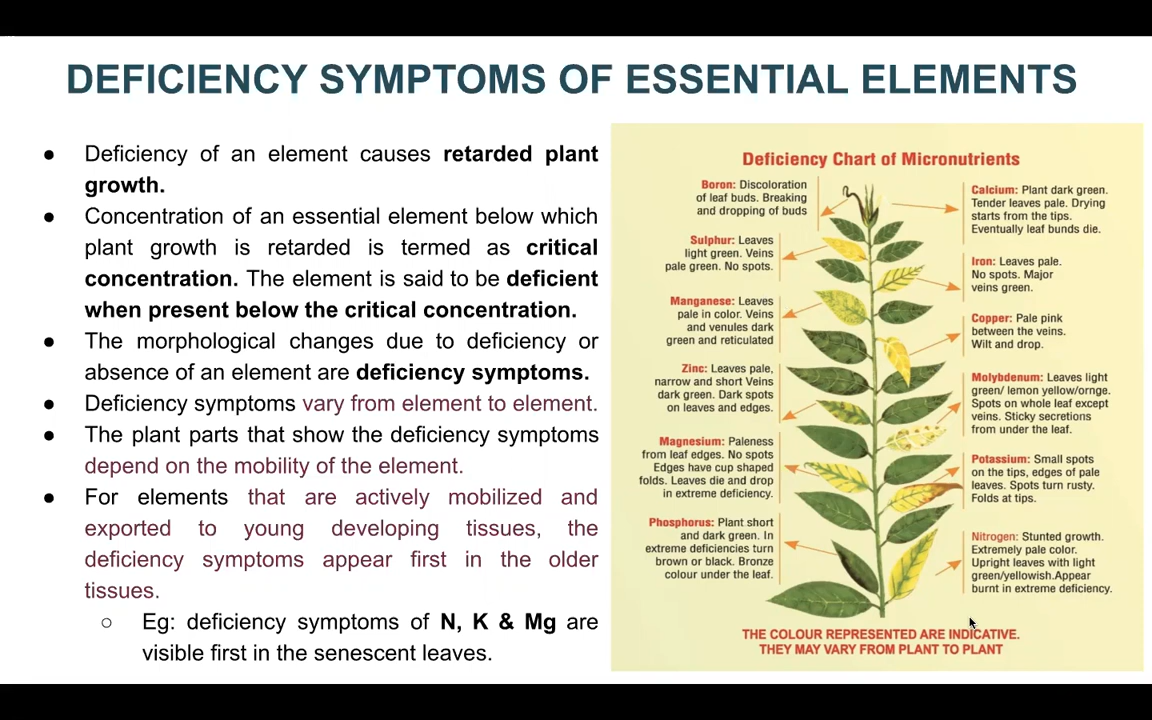 DEFICIENCY SYMPTOMS OF ESSENTIAL ELEMENTS
● Deficiency of an element causes retarded plant
growth.
● Concentration of an essential element below which
plant growth is retarded is termed as critical
concentration. The element is said to be deficient
when present below the critical concentration.
● The morphological changes due to deficiency or
absence of an element are deficiency symptoms.
● Deficiency symptoms vary from element to element.
● The plant parts that show the deficiency symptoms
depend on the mobility of the element.
● For elements that are actively mobilized and
exported to young developing tissues, the
deficiency symptoms appear first in the older
tissues.
○ Eg: deficiency symptoms of N, K & Mg are
visible first in the senescent leaves.
Deficiency Chart of Micronutrients
Boron: Discoloration
of leaf buds. Breaking
and dropping of buds
Sulphur: Leaves
light green. Veins
pale green. No spots.
Manganese: Leaves
pale in color. Veins
and venules dark
green and reticulated
Zinc: Leaves pale,
narrow and short Veins
dark green. Dark spots
on leaves and edges.
Magnesium: Paleness
from leaf edges. No spots
Edges have cup shaped
folds. Leaves die and drop
in extreme deficiency.
Phosphorus: Plant short
and dark green. In
extreme deficiencies turn
brown or black. Bronze
colour under the leaf.
Calcium: Plant dark green.
Tender leaves pale. Drying
starts from the tips.
Eventually leaf bunds die.
Iron: Leaves pale.
No spots. Major
veins green.
Copper: Pale pink
between the veins.
Wilt and drop.
Molybdenum: Leaves light
green/ lemon yellow/ornge.
Spots on whole leaf except
veins. Sticky secretions
from under the leaf.
Potassium: Small spots
on the tips, edges of pale
leaves. Spots turn rusty.
Folds at tips.
Nitrogen: Stunted growth.
Extremely pale color.
Upright leaves with light
green/yellowish.Appear
burnt in extreme deficiency.
THE COLOUR REPRESENTED ARE INDICATIVE.
THEY MAY VARY FROM PLANT TO PLANT